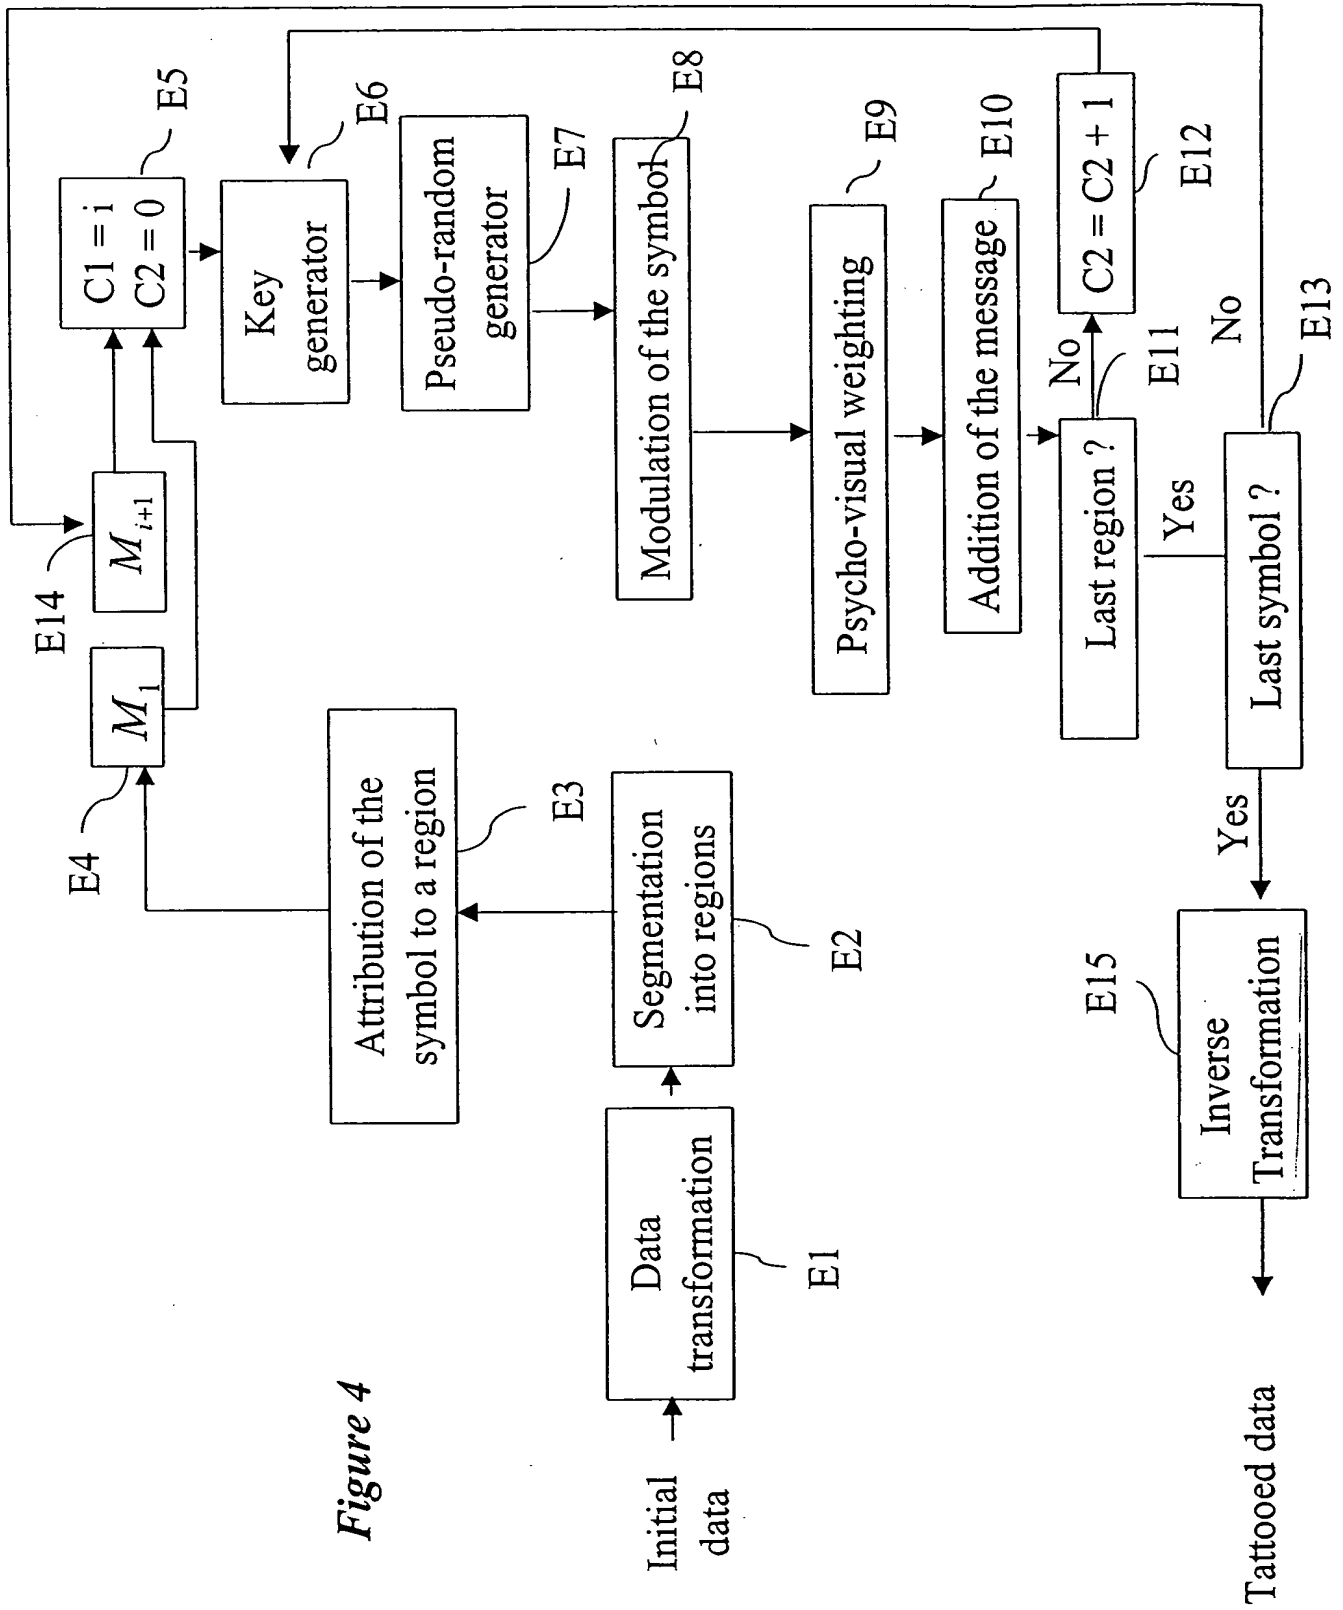 Figure 4
Initial
data
Data
transformation
E1
Segmentation
into regions
E2
Attribution of the
symbol to a region
E3
M1
E4
Mi+1
E14
C1 = i
C2 = 0
E5
Key
generator
E6
Pseudo-random
generator
E7
Modulation of the symbol
E8
Psycho-visual weighting
E9
Addition of the message
E10
Last region ?
E11
No
C2 = C2 + 1
E12
Yes
Last symbol ?
E13
No
Yes
Inverse
Transformation
E15
Tattooed data